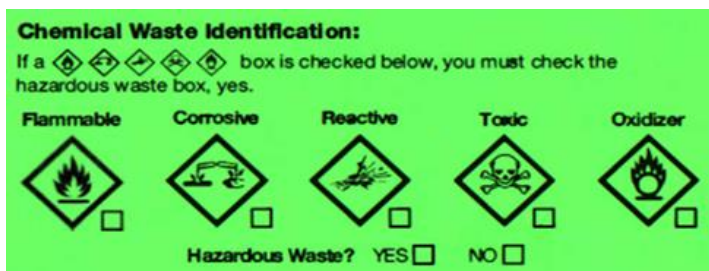 Chemical Waste Identification:
If a box is checked below, you must check the
hazardous waste box, yes.
Flammable Corrosive Reactive Toxic Oxidizer
Hazardous Waste? YES NO